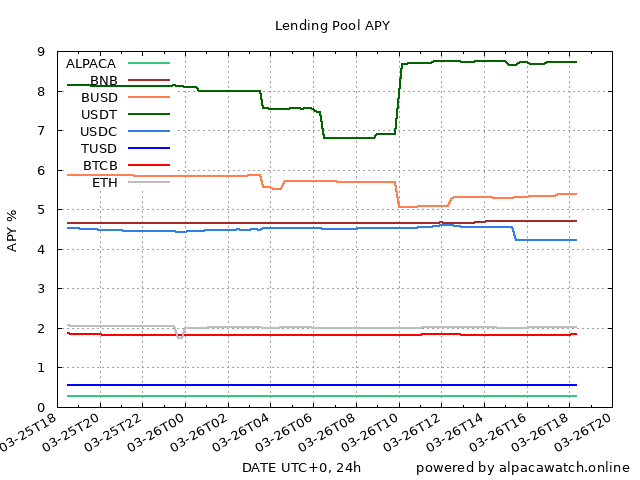 Lending Pool APY
APY %
9
8
7
6
5
4
3
2
1
0
ALPACA
BNB
BUSD
USDT
USDC
TUSD
BTCB
ETH
03-25T18
03-25T20
03-25T22
03-26T00
03-26T02
03-26T04
03-26T06
03-26T08
03-26T10
03-26T12
03-26T14
03-26T16
03-26T18
03-26T20
DATE UTC+0, 24h
powered by alpacawatch.online